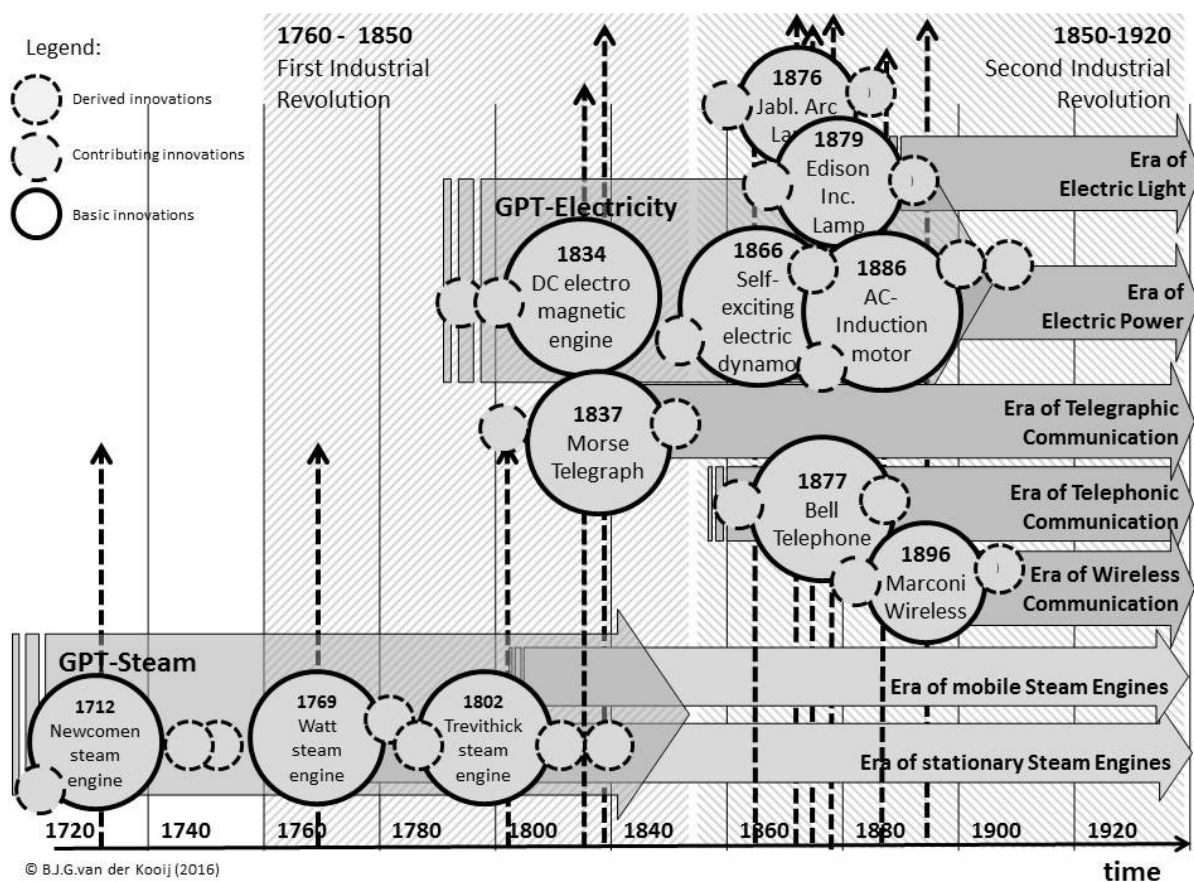 Legend:
Derived innovations
Contributing innovations
Basic innovations
1760 - 1850
First Industrial
Revolution
1850-1920
Second Industrial
Revolution
1876
Jabl. Arc
1879
Edison
Inc.
Lamp
Era of
Electric Light
GPT-Electricity
1834
DC electro
magnetic
engine
1866
Self-
exciting
electric
dynamo
1886
AC-
Induction
motor
Era of
Electric Power
1837
Morse
Telegraph
Era of Telegraphic
Communication
1877
Bell
Telephone
Era of Telephonic
Communication
1896
Marconi
Wireless
Era of Wireless
Communication
GPT-Steam
1712
Newcomen
steam
engine
1769
Watt
steam
engine
1802
Trevithick
steam
engine
Era of mobile Steam Engines
Era of stationary Steam Engines
1720 1740 1760 1780 1800 1840 1860 1880 1900 1920
© B.J.G.van der Kooij (2016)
time